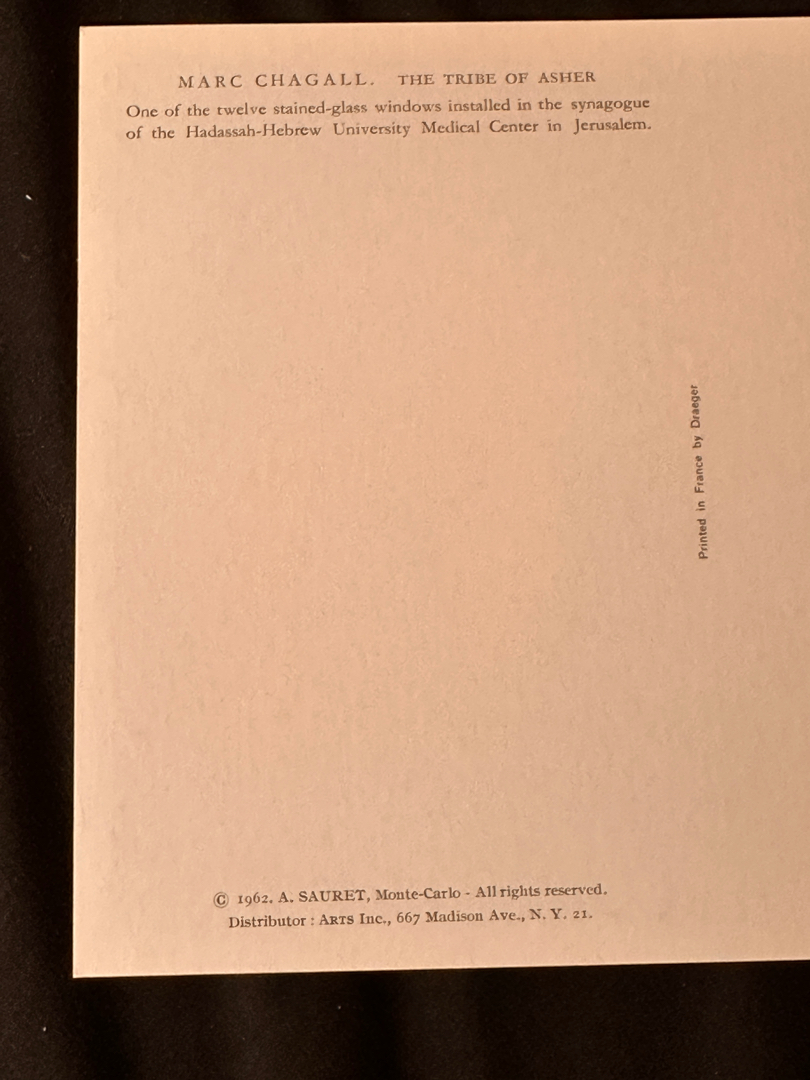 MARC CHAGALL. THE TRIBE OF ASHER
One of the twelve stained-glass windows installed in the synagogue
of the Hadassah-Hebrew University Medical Center in Jerusalem.
Printed in France by Draeger
© 1962. A. SAURET, Monte-Carlo - All rights reserved.
Distributor : ARTS Inc., 667 Madison Ave., N. Y. 21.